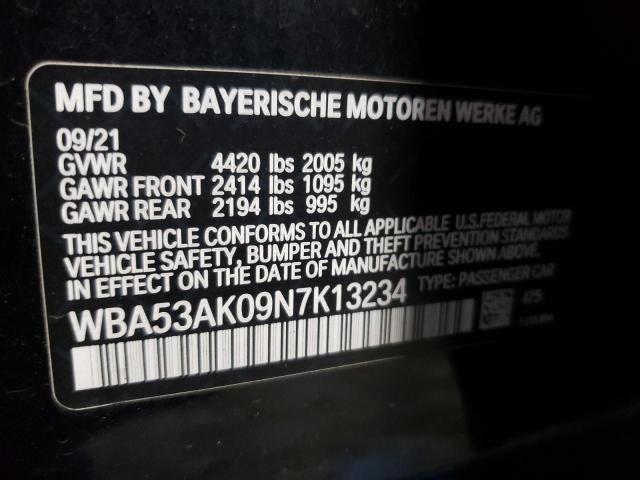 MFD BY BAYERISCHE MOTOREN WERKE AG
09/21
GVWR 4420 lbs 2005 kg
GAWR FRONT 2414 lbs 1095 kg
GAWR REAR 2194 lbs 995 kg
THIS VEHICLE CONFORMS TO ALL APPLICABLE U.S.FEDERAL MOTOR
VEHICLE SAFETY, BUMPER AND THEFT PREVENTION STANDARDS
IN EFFECT ON THE DATE OF MANUFACTURE SHOWN ABOVE.
WBA53AK09N7K13234 TYPE: PASSENGER CAR
475